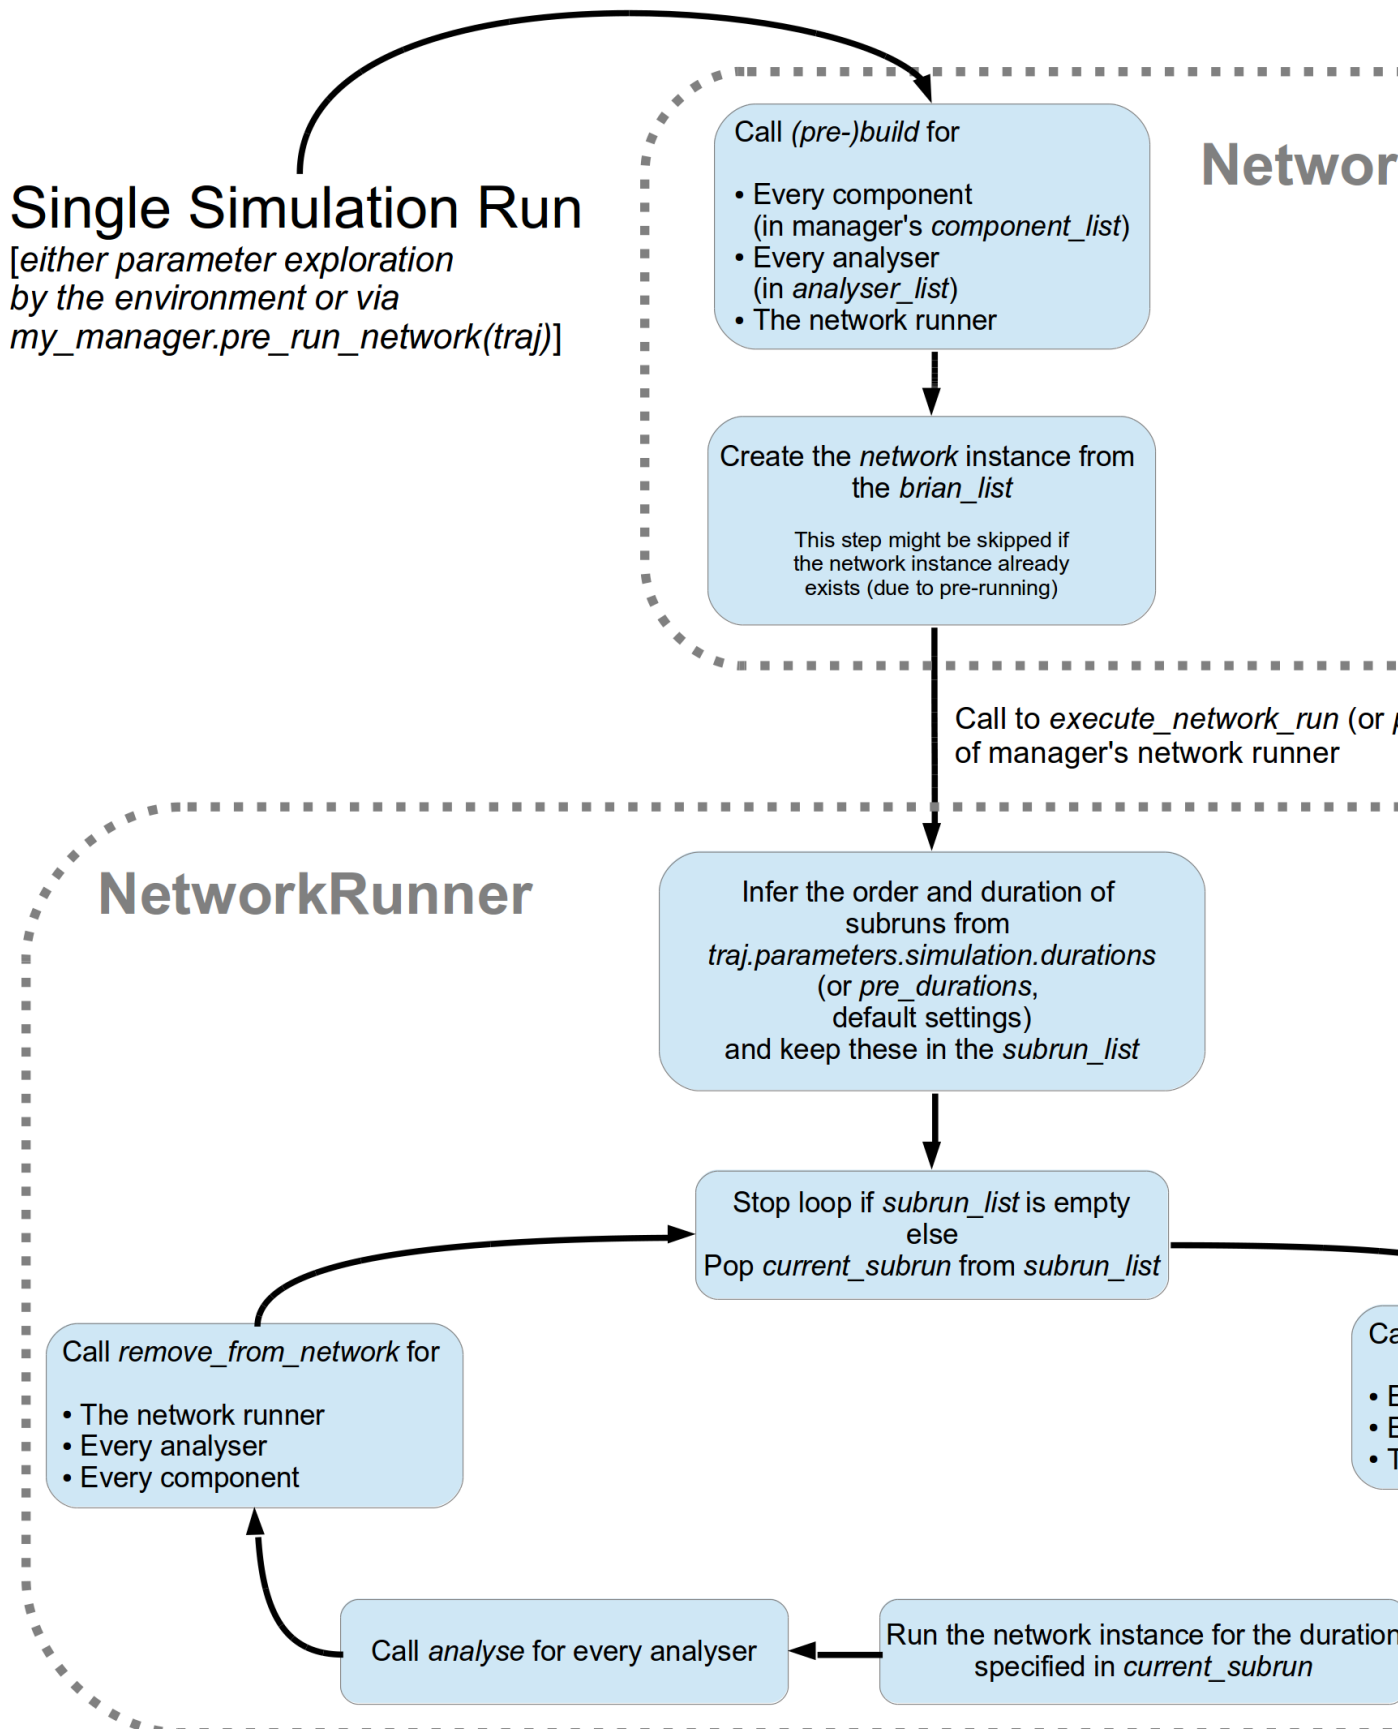 Single Simulation Run
[either parameter exploration
by the environment or via
my_manager.pre_run_network(traj)]
Call (pre-)build for
• Every component
(in manager's component_list)
• Every analyser
(in analyser_list)
• The network runner
Create the network instance from
the brian_list
This step might be skipped if
the network instance already
exists (due to pre-running)
Call to execute_network_run (or
of manager's network runner
NetworkRunner
Infer the order and duration of
subruns from
traj.parameters.simulation.durations
(or pre_durations,
default settings)
and keep these in the subrun_list
Stop loop if subrun_list is empty
else
Pop current_subrun from subrun_list
Call remove_from_network for
• The network runner
• Every analyser
• Every component
Call analyse for every analyser
Run the network instance for the duration
specified in current_subrun